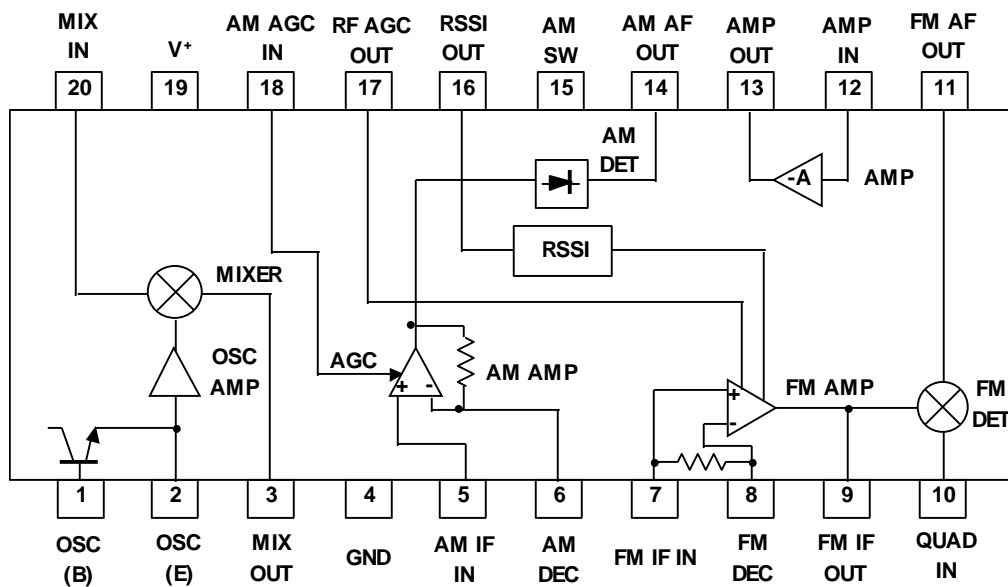 MIX IN
V+
AM AGC IN
RF AGC OUT
RSSI OUT
AM SW
AM AF OUT
AMP OUT
AMP IN
FM AF OUT
20
19
18
17
16
15
14
13
12
11
AM DET
-A
AMP
RSSI
MIXER
OSC AMP
AGC
+
-
AM AMP
+
-
FM AMP
FM DET
1
2
3
4
5
6
7
8
9
10
OSC (B)
OSC (E)
MIX OUT
GND
AM IF IN
AM DEC
FM IF IN
FM DEC
FM IF OUT
QUAD IN